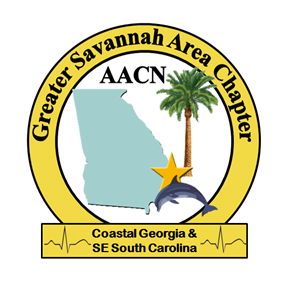 Greater Savannah Area Chapter
AACN
Coastal Georgia &
SE South Carolina